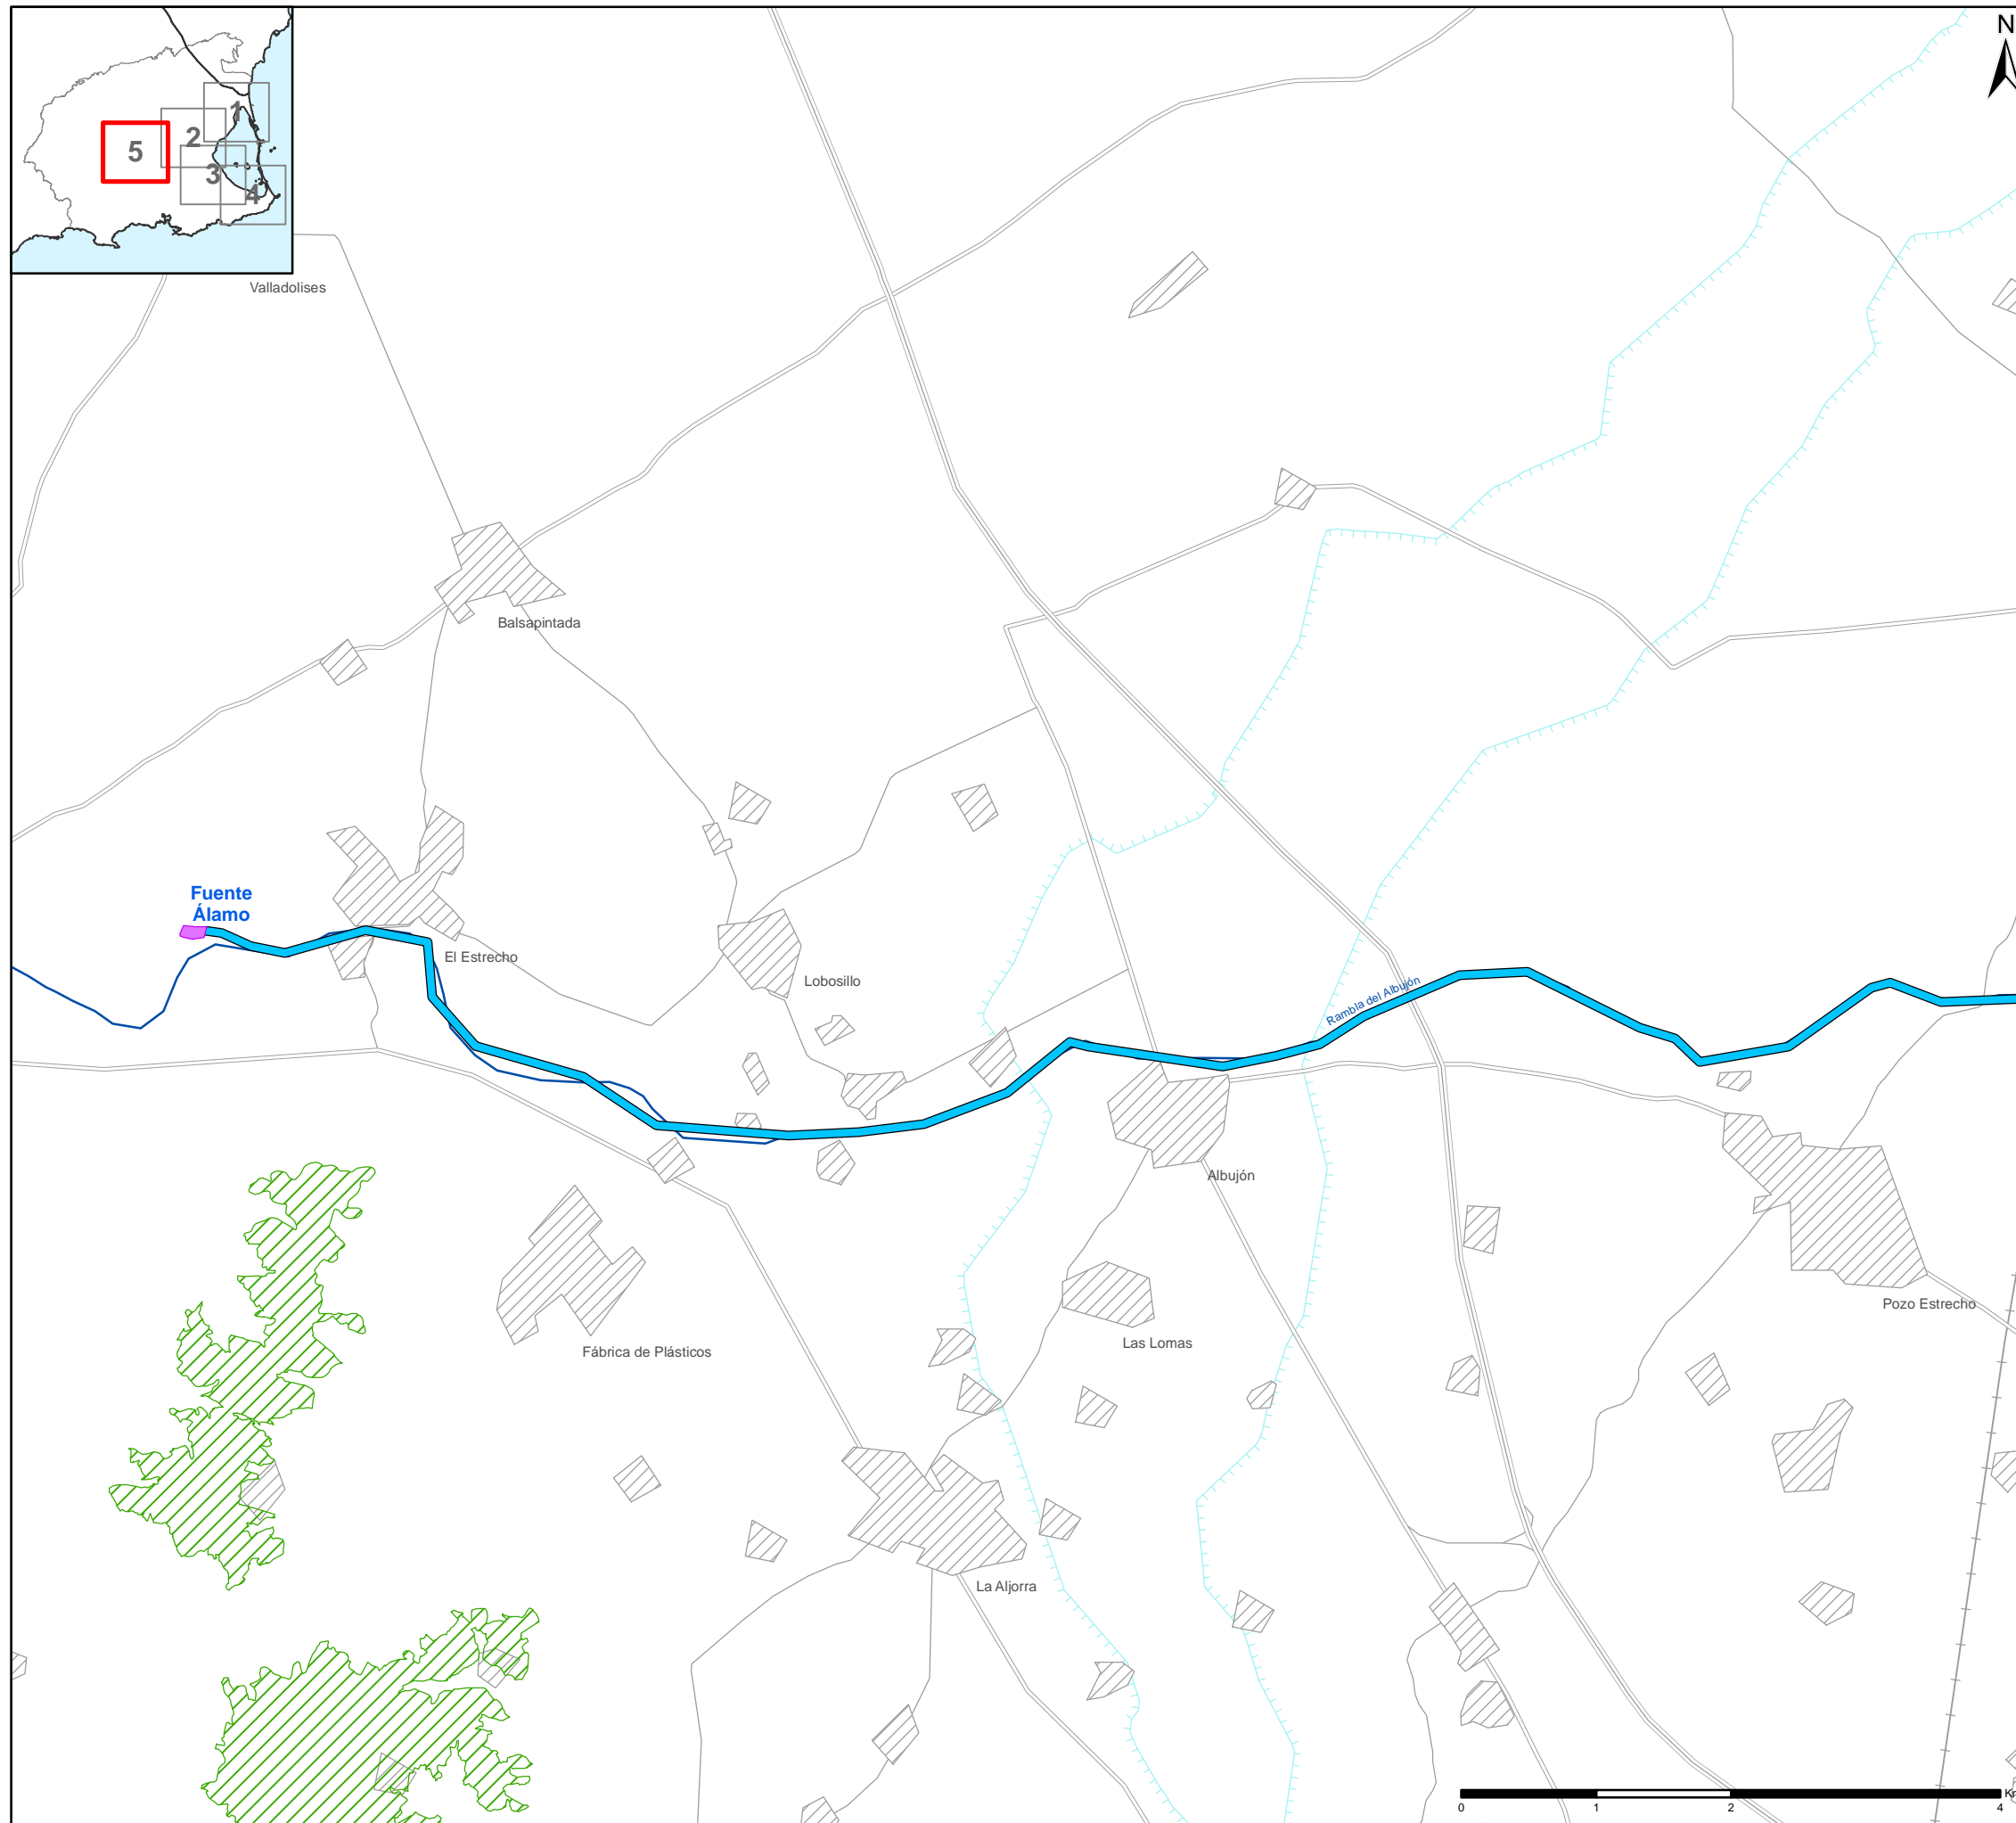 N
1
2
5
3
4
Valladolises
Balsapintada
Fuente
Álamo
El Estrecho
Lobosillo
Rambla del Albujón
Albujón
Pozo Estrecho
Las Lomas
Fábrica de Plásticos
La Aljorra
0
1
2
4